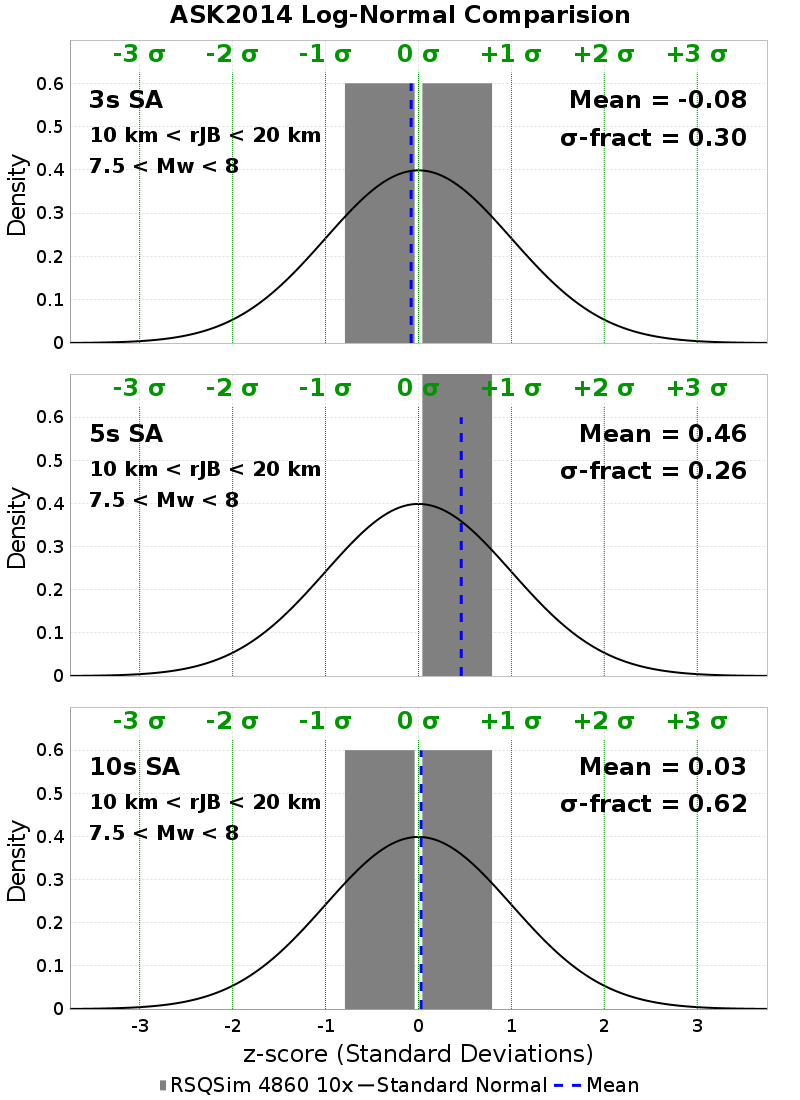 ASK2014 Log-Normal Comparision
-3 σ -2 σ -1 σ 0 σ +1 σ +2 σ +3 σ
0.6
3s SA Mean = -0.08
0.5
10 km < rJB < 20 km σ-fract = 0.30
7.5 < Mw < 8
0.4
0.3
0.2
0.1
0
Density
-3 σ -2 σ -1 σ 0 σ +1 σ +2 σ +3 σ
0.6
5s SA Mean = 0.46
0.5
10 km < rJB < 20 km σ-fract = 0.26
7.5 < Mw < 8
0.4
0.3
0.2
0.1
0
Density
-3 σ -2 σ -1 σ 0 σ +1 σ +2 σ +3 σ
0.6
10s SA Mean = 0.03
0.5
10 km < rJB < 20 km σ-fract = 0.62
7.5 < Mw < 8
0.4
0.3
0.2
0.1
0
Density
-3 -2 -1 0 1 2 3
z-score (Standard Deviations)
RSQSim 4860 10x Standard Normal Mean